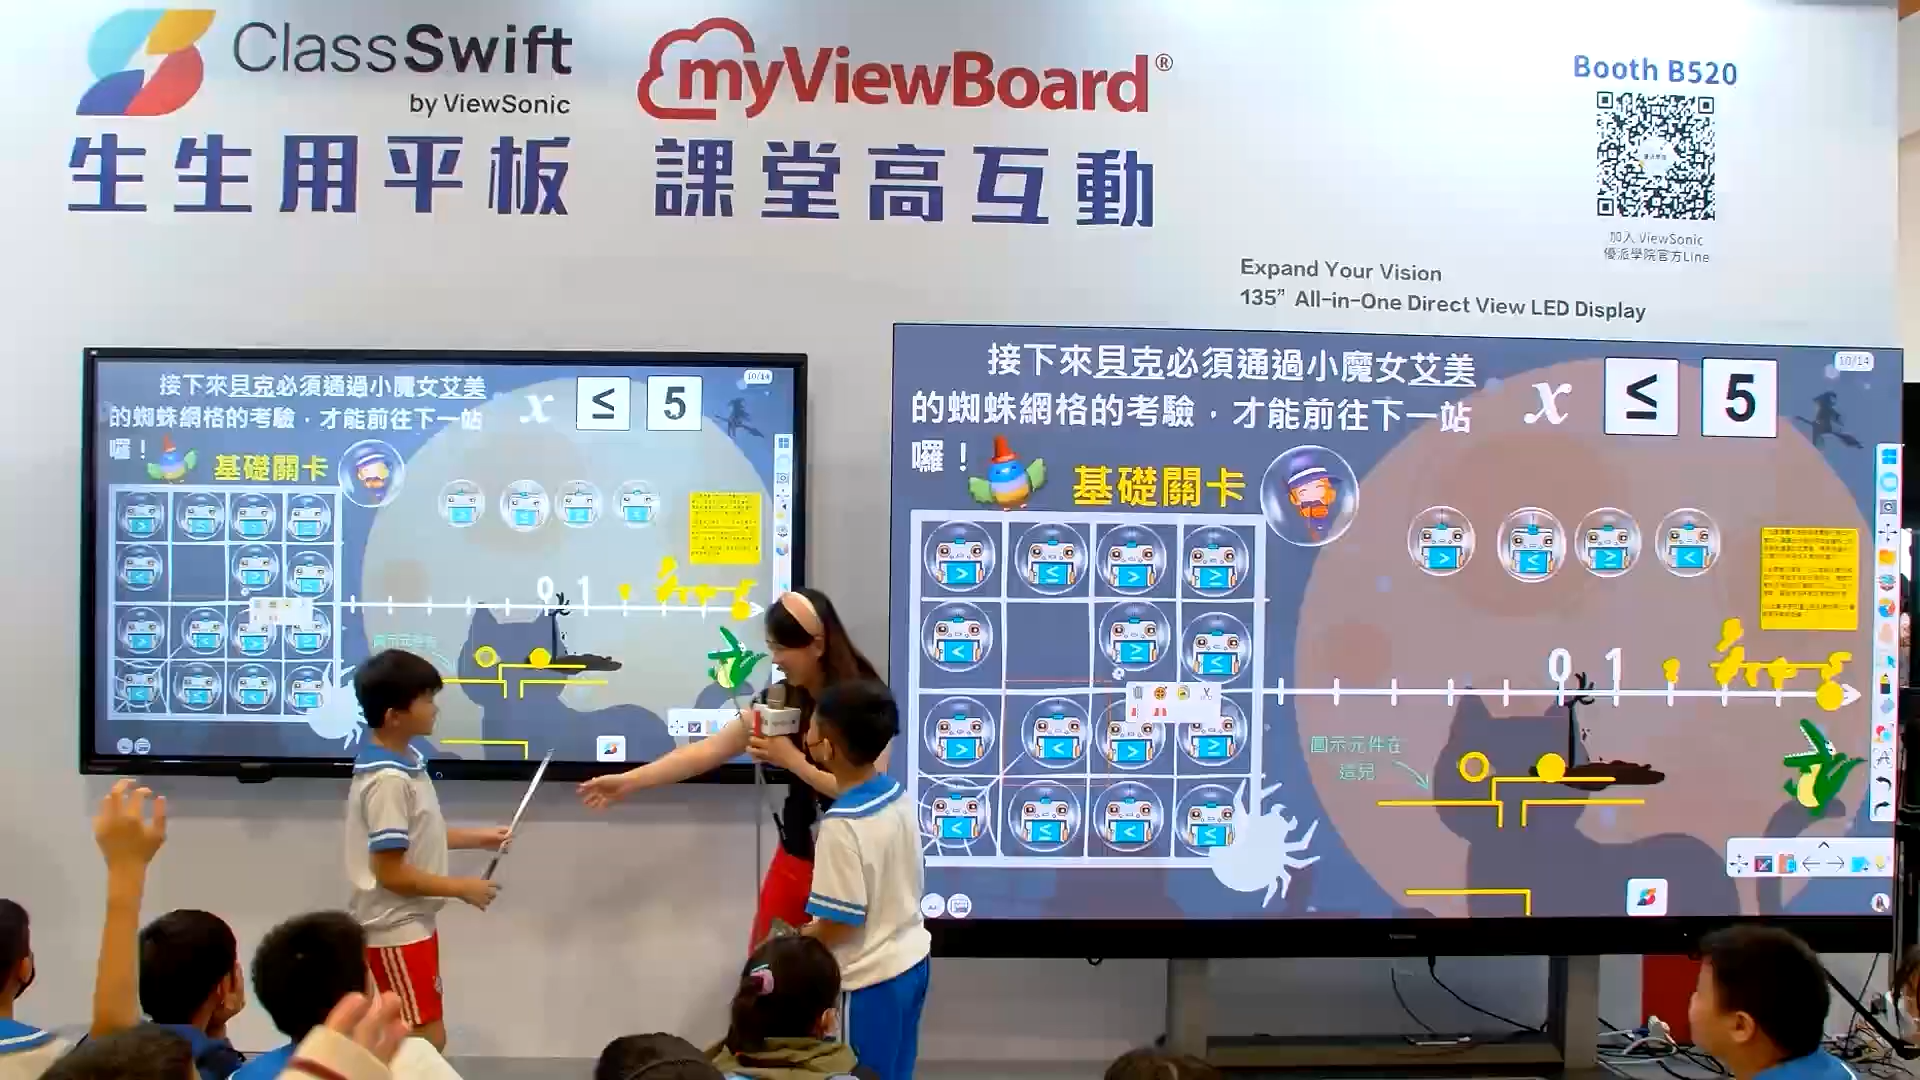 ClassSwift
by ViewSonic
myViewBoard®
生生用平板 課堂高互動
Booth B520
加入 ViewSonic
優派學院官方Line
Expand Your Vision
135” All-in-One Direct View LED Display
接下來貝克必須通過小魔女艾美
的蜘蛛網格的考驗，才能前往下一站
囉！
基礎關卡
x ≤ 5
10/14
0 1
接下來貝克必須通過小魔女艾美
的蜘蛛網格的考驗，才能前往下一站
囉！
基礎關卡
x ≤ 5
10/14
0 1
圖示元件在
這兒